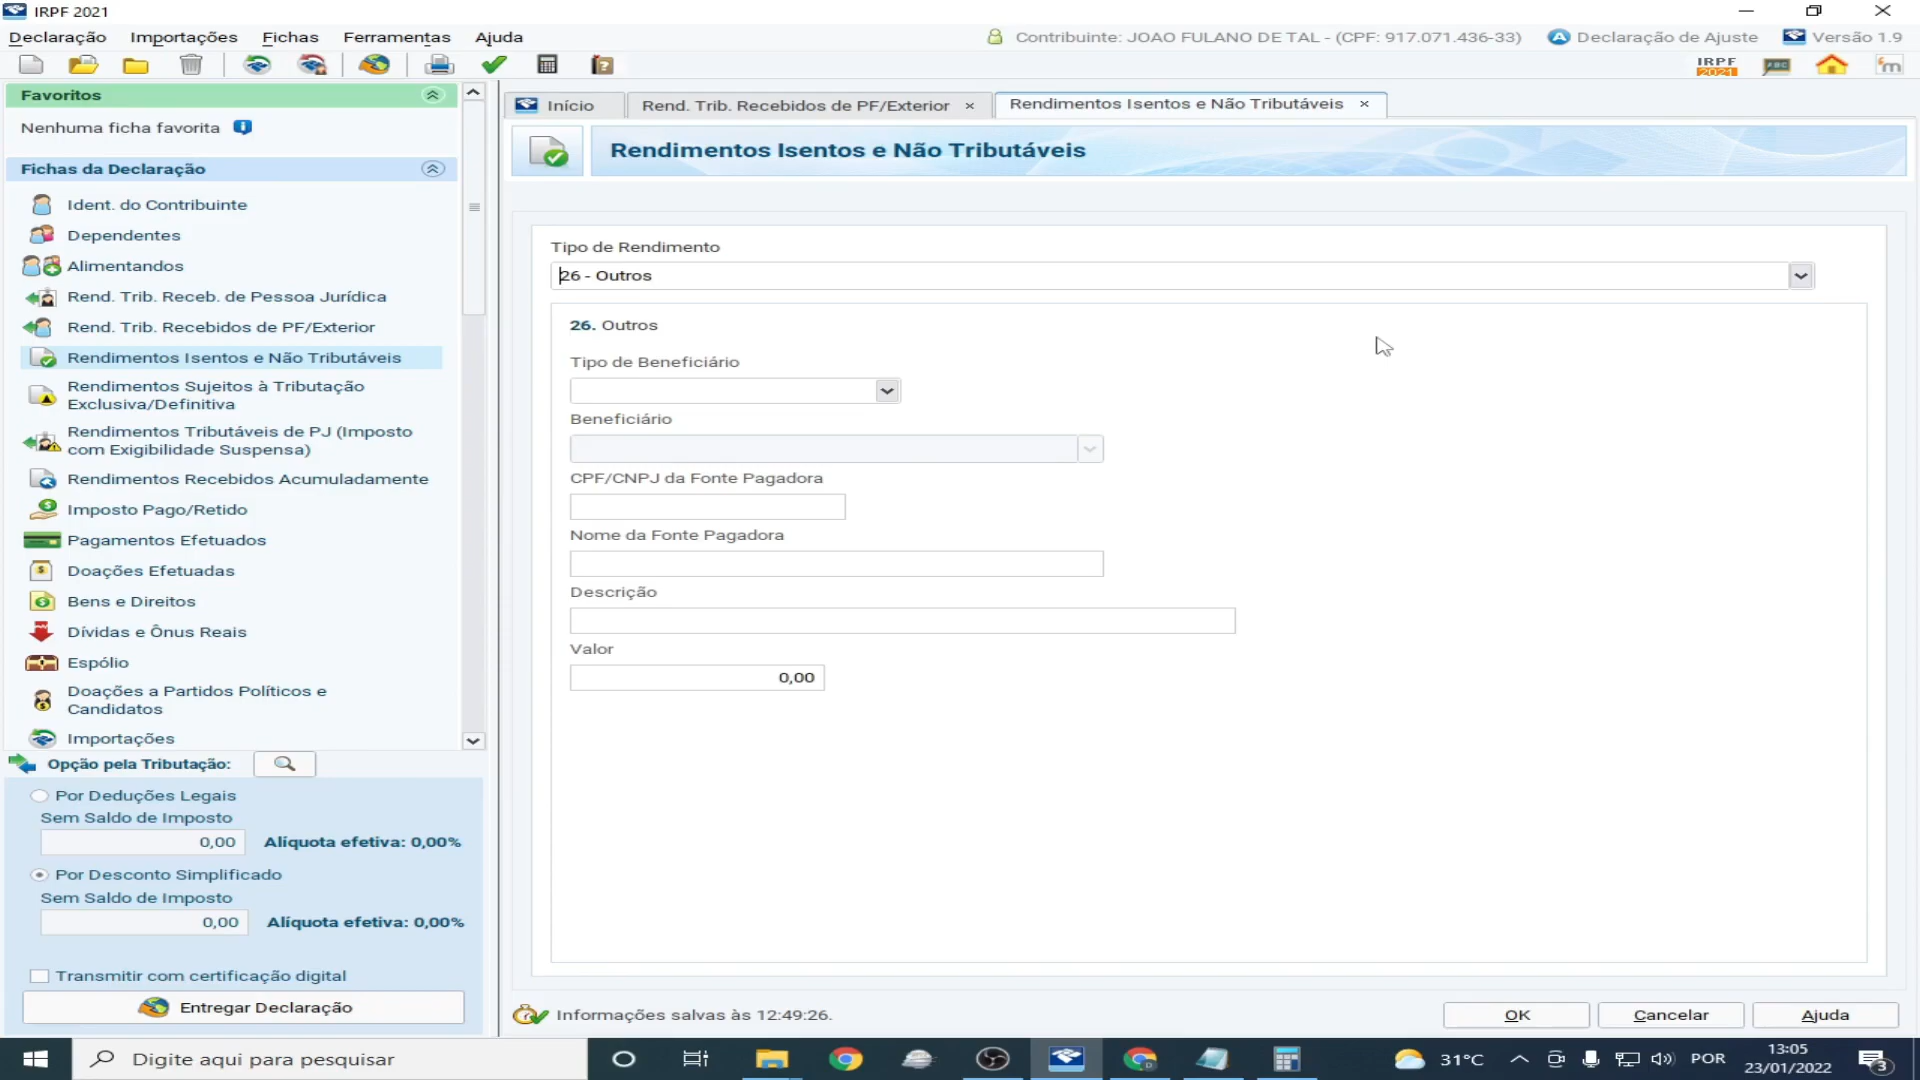 IRPF 2021
Declaração Importações Fichas Ferramentas Ajuda
Contribuinte: JOAO FULANO DE TAL - (CPF: 917.071.436-33) Declaração de Ajuste Versão 1.9
IRPF
2021
ABC
Favoritos
Nenhuma ficha favorita
Fichas da Declaração
Ident. do Contribuinte
Dependentes
Alimentandos
Rend. Trib. Receb. de Pessoa Jurídica
Rend. Trib. Recebidos de PF/Exterior
Rendimentos Isentos e Não Tributáveis
Rendimentos Sujeitos à Tributação
Exclusiva/Definitiva
Rendimentos Tributáveis de PJ (Imposto
com Exigibilidade Suspensa)
Rendimentos Recebidos Acumuladamente
Imposto Pago/Retido
Pagamentos Efetuados
Doações Efetuadas
Bens e Direitos
Dívidas e Ônus Reais
Espólio
Doações a Partidos Políticos e
Candidatos
Importações
Opção pela Tributação:
Por Deduções Legais
Sem Saldo de Imposto
0,00 Alíquota efetiva: 0,00%
Por Desconto Simplificado
Sem Saldo de Imposto
0,00 Alíquota efetiva: 0,00%
Transmitir com certificação digital
Entregar Declaração
Início Rend. Trib. Recebidos de PF/Exterior × Rendimentos Isentos e Não Tributáveis ×
Rendimentos Isentos e Não Tributáveis
Tipo de Rendimento
26 - Outros
26. Outros
Tipo de Beneficiário
Beneficiário
CPF/CNPJ da Fonte Pagadora
Nome da Fonte Pagadora
Descrição
Valor
0,00
Informações salvas às 12:49:26.
OK Cancelar Ajuda
Digite aqui para pesquisar
31°C POR 13:05
23/01/2022 3